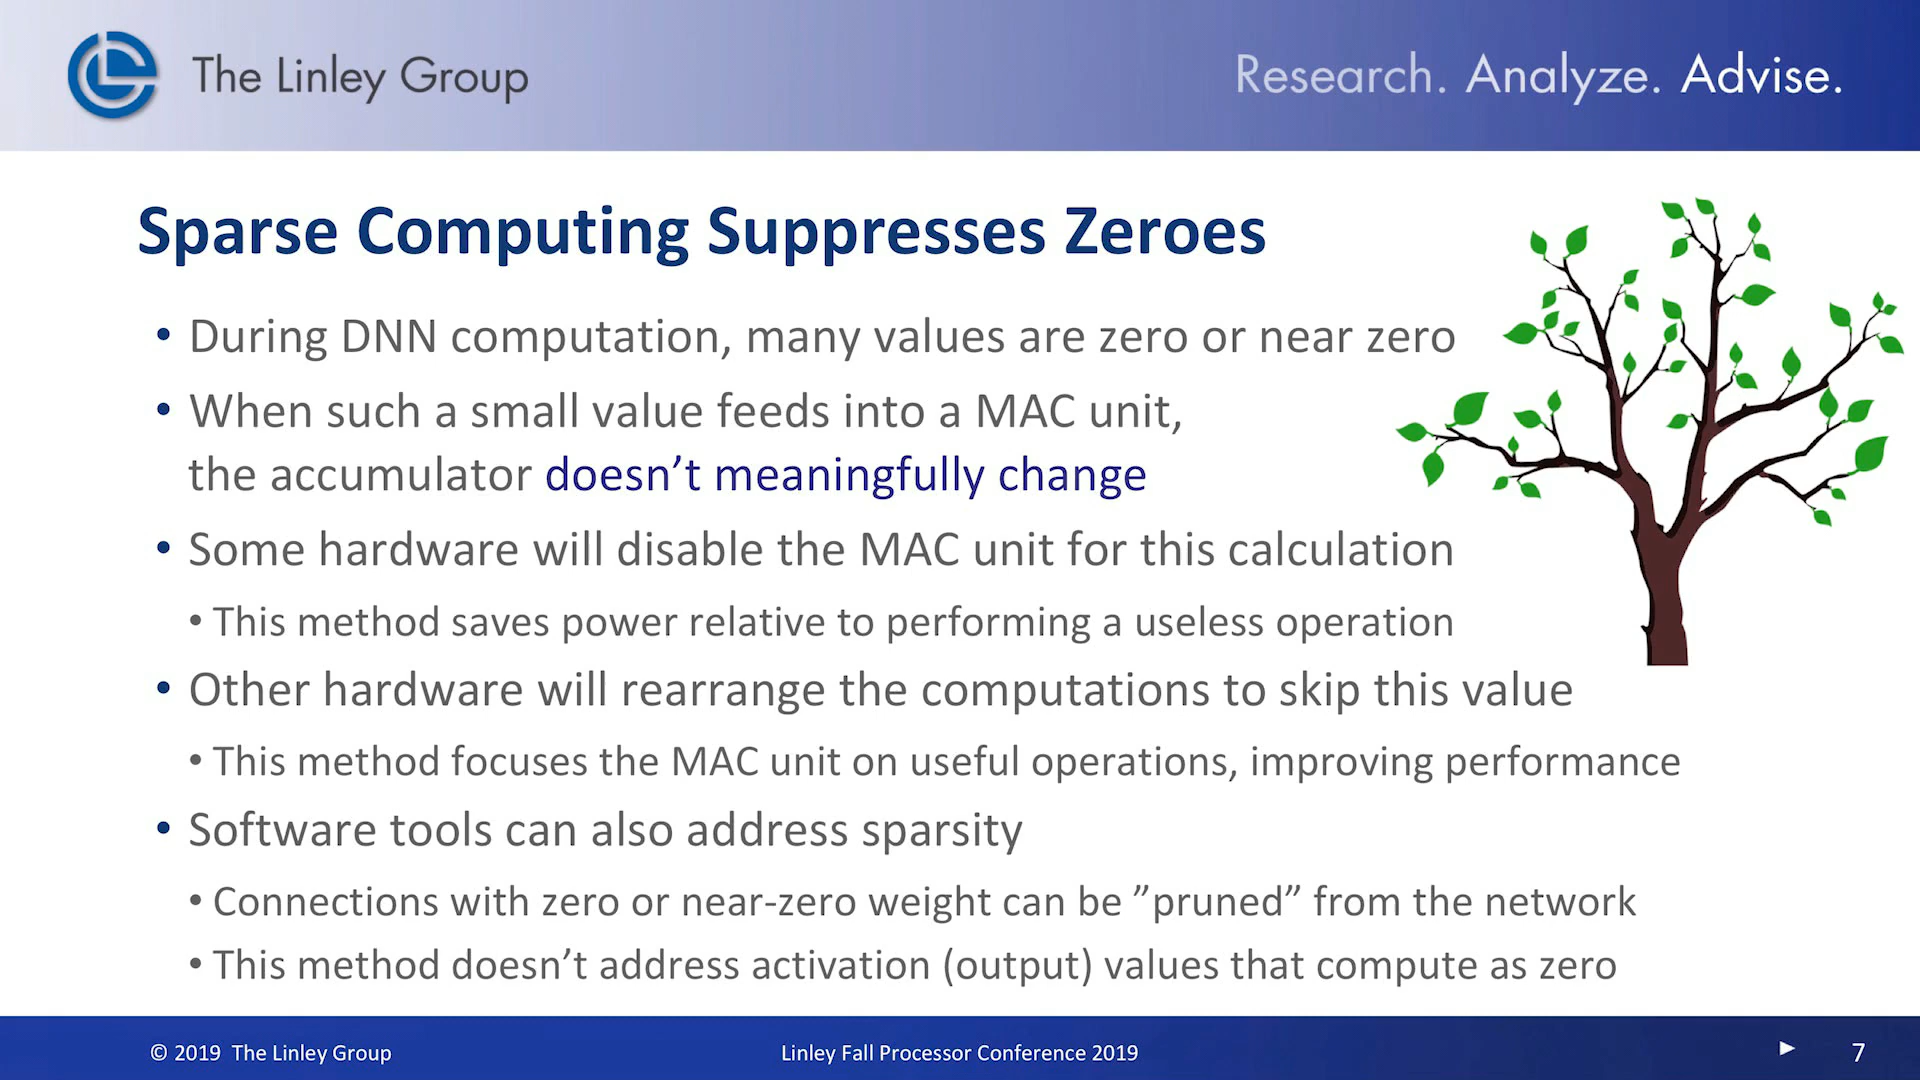 The Linley Group
Research. Analyze. Advise.
Sparse Computing Suppresses Zeroes
• During DNN computation, many values are zero or near zero
• When such a small value feeds into a MAC unit,
the accumulator doesn’t meaningfully change
• Some hardware will disable the MAC unit for this calculation
• This method saves power relative to performing a useless operation
• Other hardware will rearrange the computations to skip this value
• This method focuses the MAC unit on useful operations, improving performance
• Software tools can also address sparsity
• Connections with zero or near-zero weight can be ”pruned” from the network
• This method doesn’t address activation (output) values that compute as zero
© 2019 The Linley Group
Linley Fall Processor Conference 2019
7